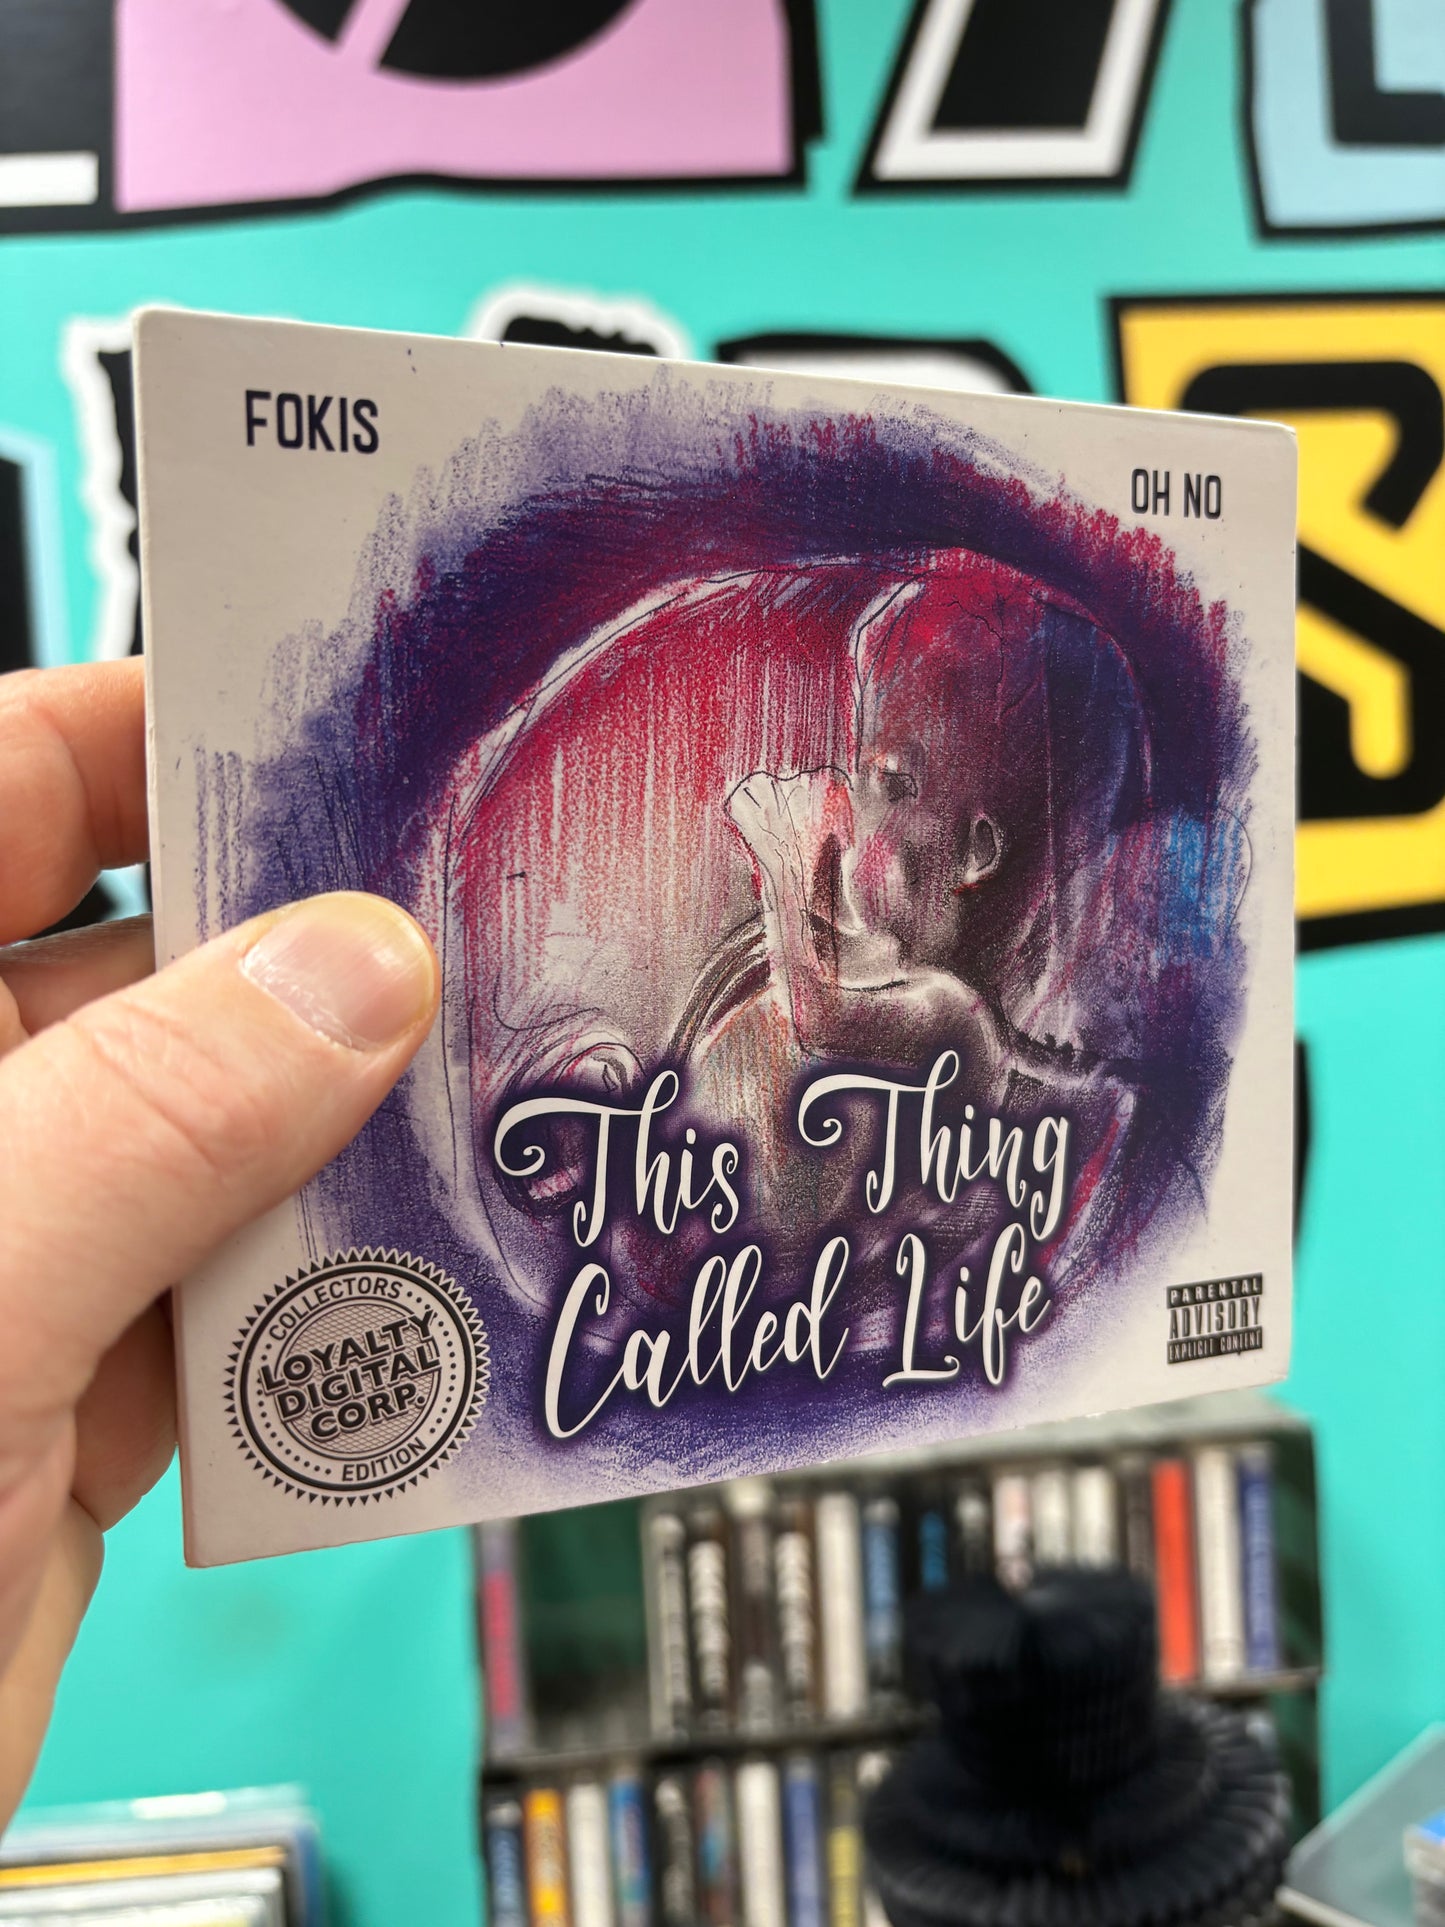 FOKIS
OH NO
This Thing
Called Life
COLLECTORS
LOYALTY
DIGITAL
CORP.
EDITION
PARENTAL
ADVISORY
EXPLICIT CONTENT